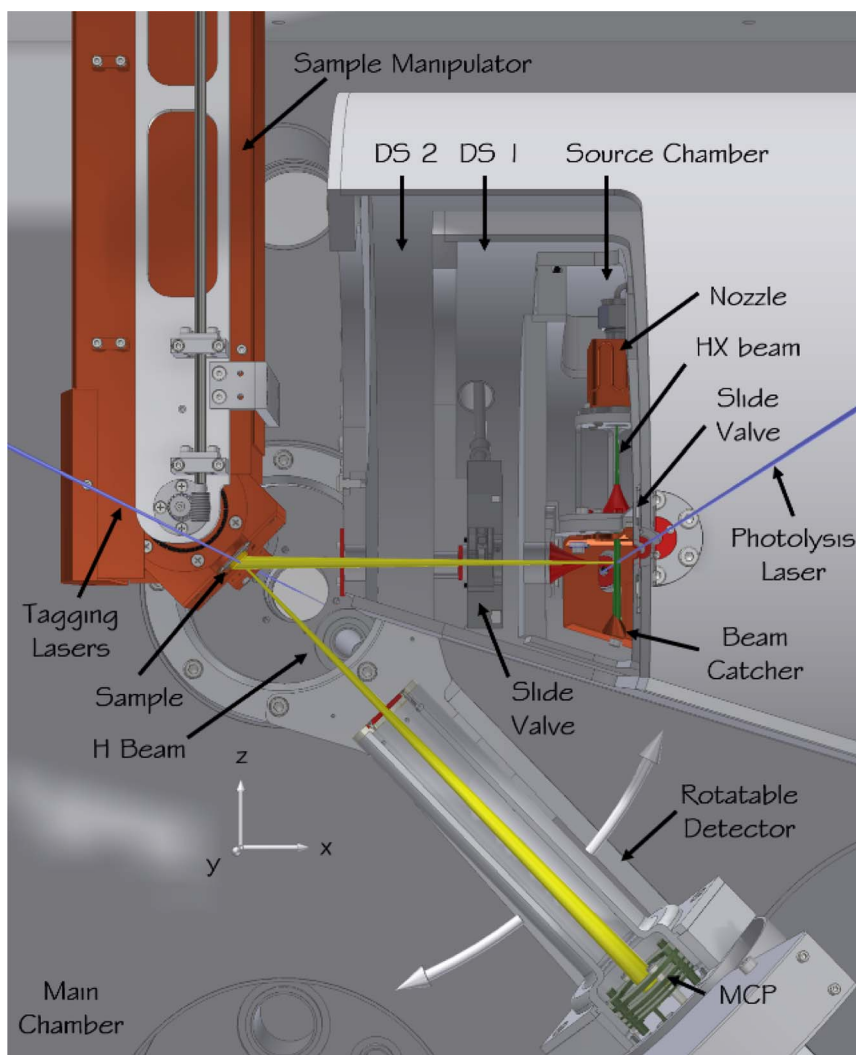 Sample Manipulator
DS 2
DS 1
Source Chamber
Nozzle
HX beam
Slide
Valve
Photolysis
Laser
Tagging
Lasers
Sample
H Beam
Slide
Valve
Beam
Catcher
z
y
x
Rotatable
Detector
Main
Chamber
MCP